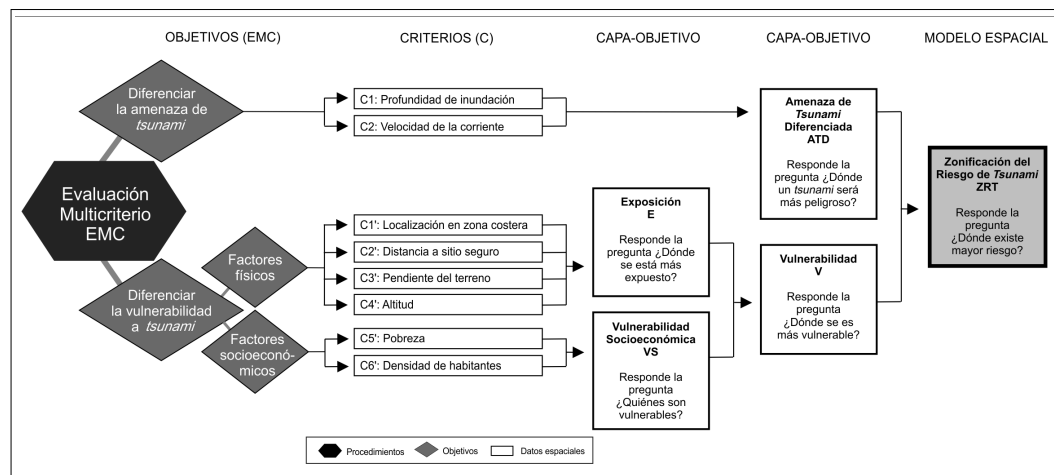 OBJETIVOS (EMC)
CRITERIOS (C)
CAPA-OBJETIVO
CAPA-OBJETIVO
MODELO ESPACIAL
Diferenciar
la amenaza de
tsunami
C1: Profundidad de inundación
C2: Velocidad de la corriente
Amenaza de
Tsunami
Diferenciada
ATD
Responde la
pregunta ¿Dónde
un tsunami será
más peligroso?
Zonificación del
Riesgo de Tsunami
ZRT
Responde la
pregunta
¿Dónde existe
mayor riesgo?
Evaluación
Multicriterio
EMC
Factores
físicos
C1': Localización en zona costera
C2': Distancia a sitio seguro
C3': Pendiente del terreno
C4': Altitud
Exposición
E
Responde la
pregunta ¿Dónde
se está más
expuesto?
Vulnerabilidad
V
Responde la
pregunta
¿Dónde se es
más vulnerable?
Diferenciar
la vulnerabilidad
a tsunami
Factores
socioeconó-
micos
C5': Pobreza
C6': Densidad de habitantes
Vulnerabilidad
Socioeconómica
VS
Responde la
pregunta
¿Quiénes son
vulnerables?
Procedimientos
Objetivos
Datos espaciales